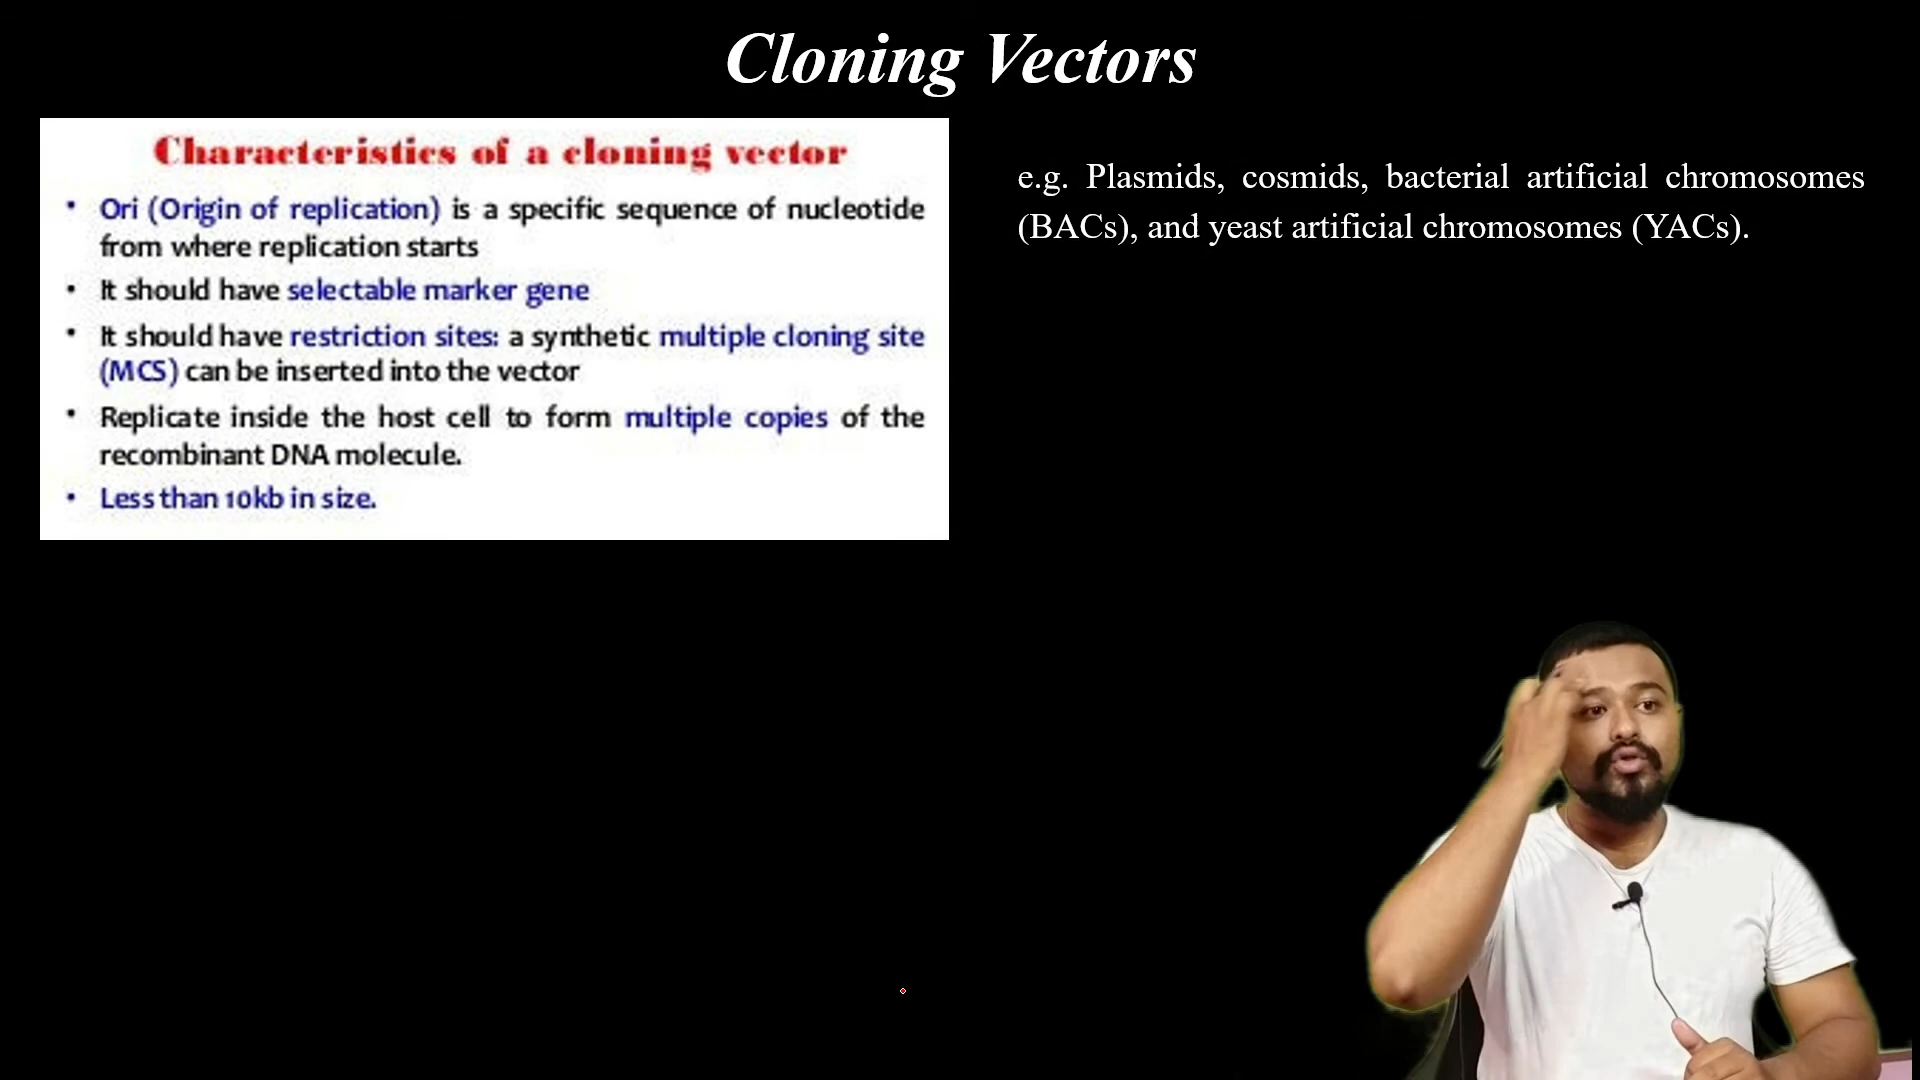 Cloning Vectors
Characteristics of a cloning vector
• Ori (Origin of replication) is a specific sequence of nucleotide
from where replication starts
• It should have selectable marker gene
• It should have restriction sites: a synthetic multiple cloning site
(MCS) can be inserted into the vector
• Replicate inside the host cell to form multiple copies of the
recombinant DNA molecule.
• Less than 10kb in size.
e.g. Plasmids, cosmids, bacterial artificial chromosomes
(BACs), and yeast artificial chromosomes (YACs).